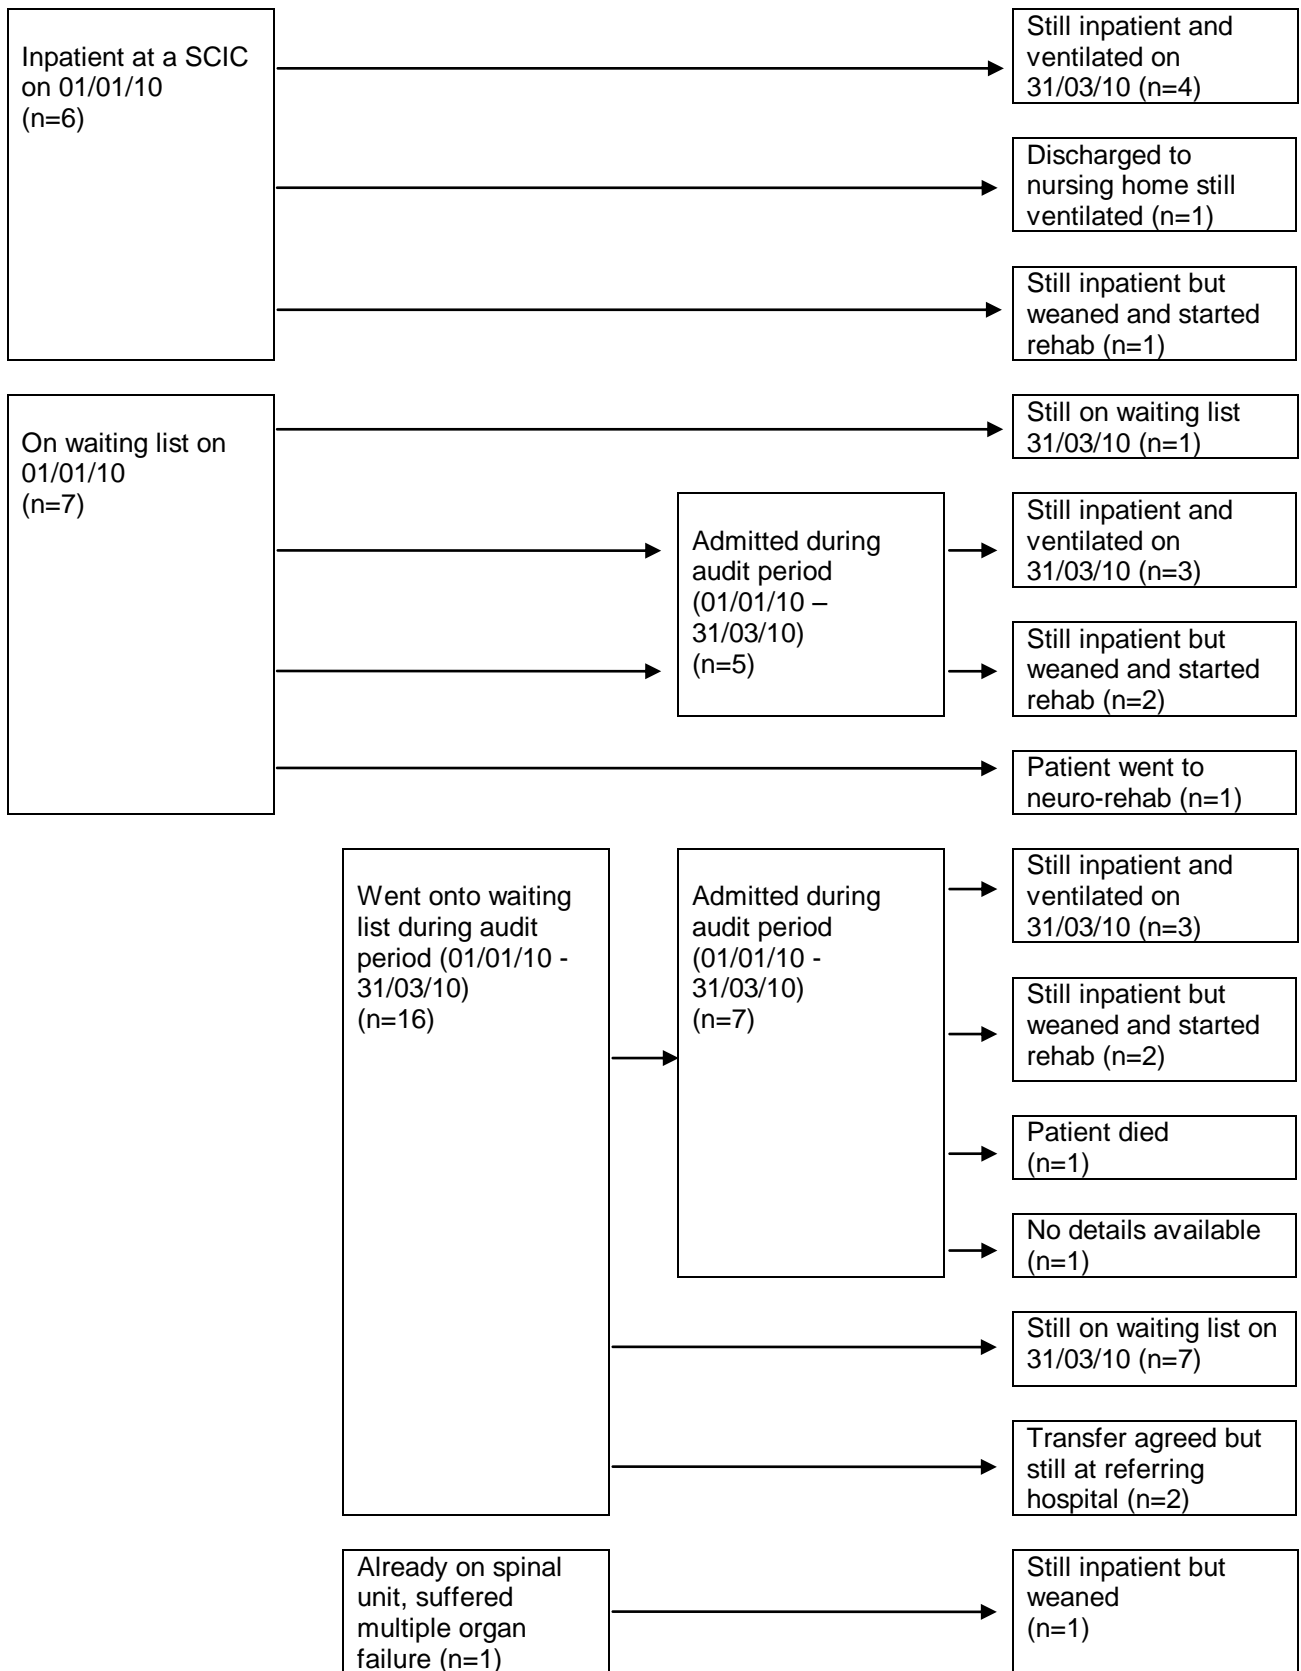 Inpatient at a SCIC
on 01/01/10
(n=6)
Still inpatient and
ventilated on
31/03/10 (n=4)
Discharged to
nursing home still
ventilated (n=1)
Still inpatient but
weaned and started
rehab (n=1)
On waiting list on
01/01/10
(n=7)
Still on waiting list
31/03/10 (n=1)
Admitted during
audit period
(01/01/10 –
31/03/10)
(n=5)
Still inpatient and
ventilated on
31/03/10 (n=3)
Still inpatient but
weaned and started
rehab (n=2)
Patient went to
neuro-rehab (n=1)
Went onto waiting
list during audit
period (01/01/10 -
31/03/10)
(n=16)
Admitted during
audit period
(01/01/10 -
31/03/10)
(n=7)
Still inpatient and
ventilated on
31/03/10 (n=3)
Still inpatient but
weaned and started
rehab (n=2)
Patient died
(n=1)
No details available
(n=1)
Still on waiting list on
31/03/10 (n=7)
Transfer agreed but
still at referring
hospital (n=2)
Already on spinal
unit, suffered
multiple organ
failure (n=1)
Still inpatient but
weaned
(n=1)